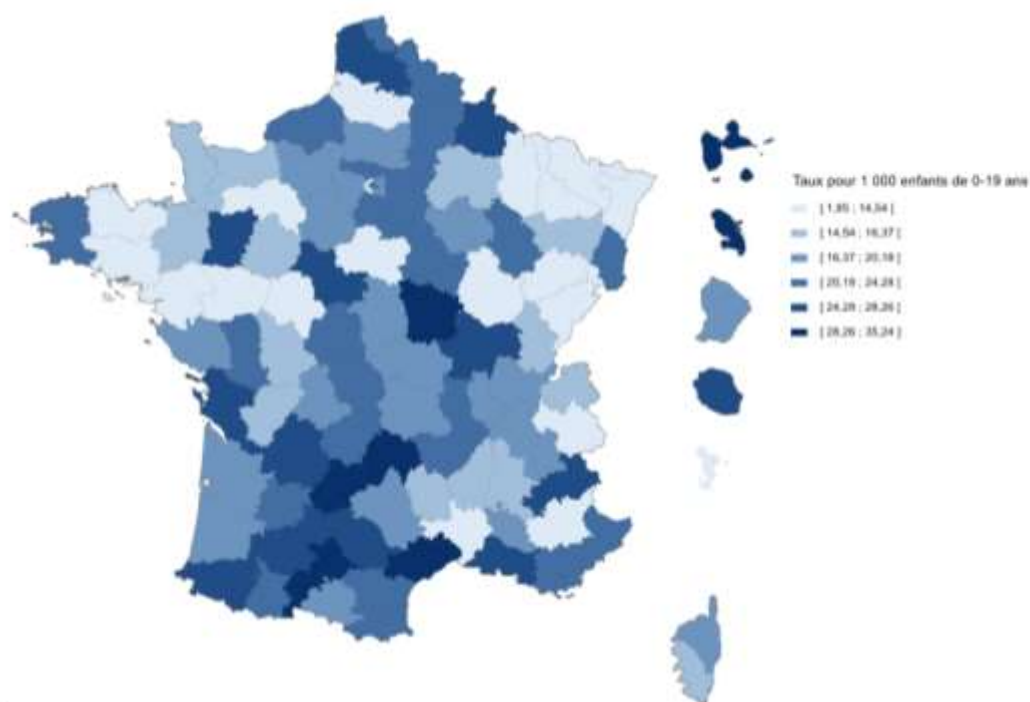 Taux pour 1 000 enfants de 0-19 ans
[ 1,85 ; 14,54 [
[ 14,54 ; 16,37 [
[ 16,37 ; 20,18 [
[ 20,18 ; 24,28 [
[ 24,28 ; 28,26 [
[ 28,26 ; 35,24 ]